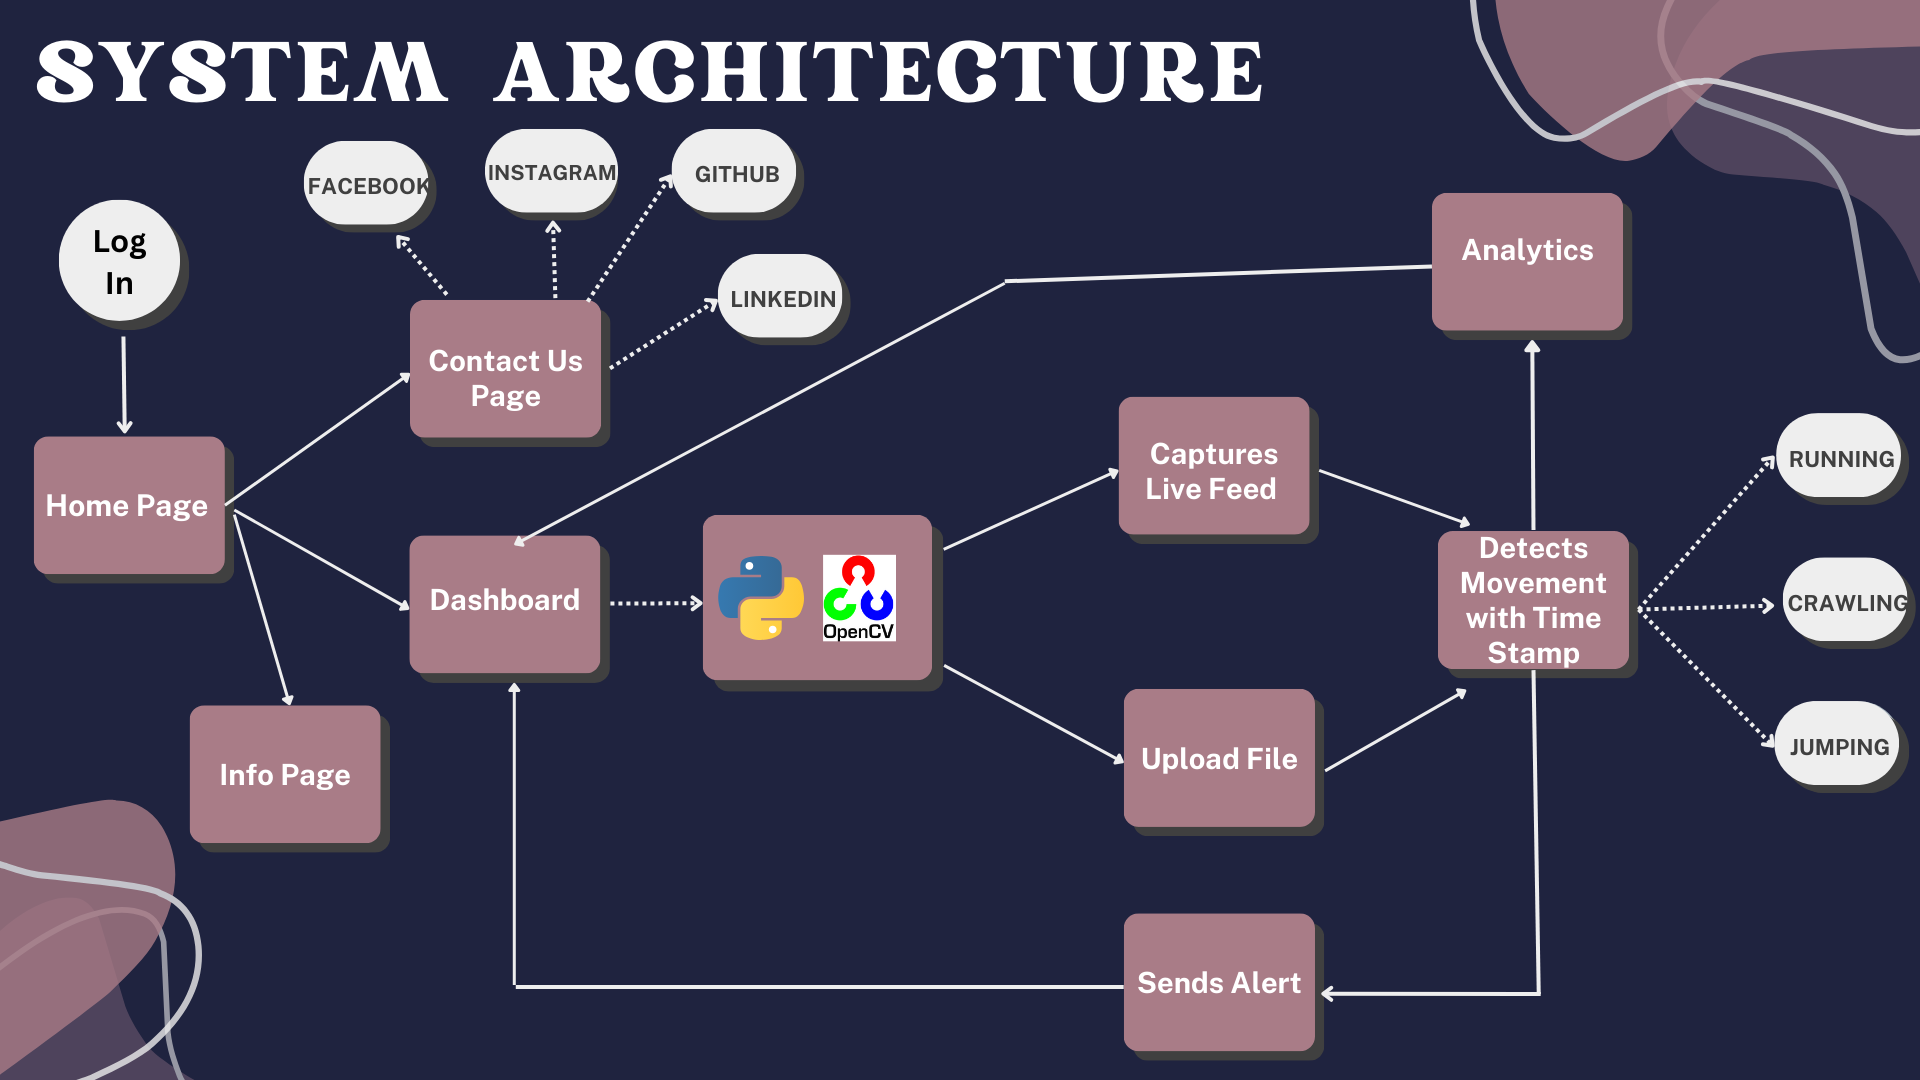 SYSTEM ARCHITECTURE
FACEBOOK
INSTAGRAM
GITHUB
LINKEDIN
Log
In
Contact Us
Page
Analytics
Home Page
Dashboard
OpenCV
Captures
Live Feed
Detects
Movement
with Time
Stamp
RUNNING
CRAWLING
JUMPING
Info Page
Upload File
Sends Alert